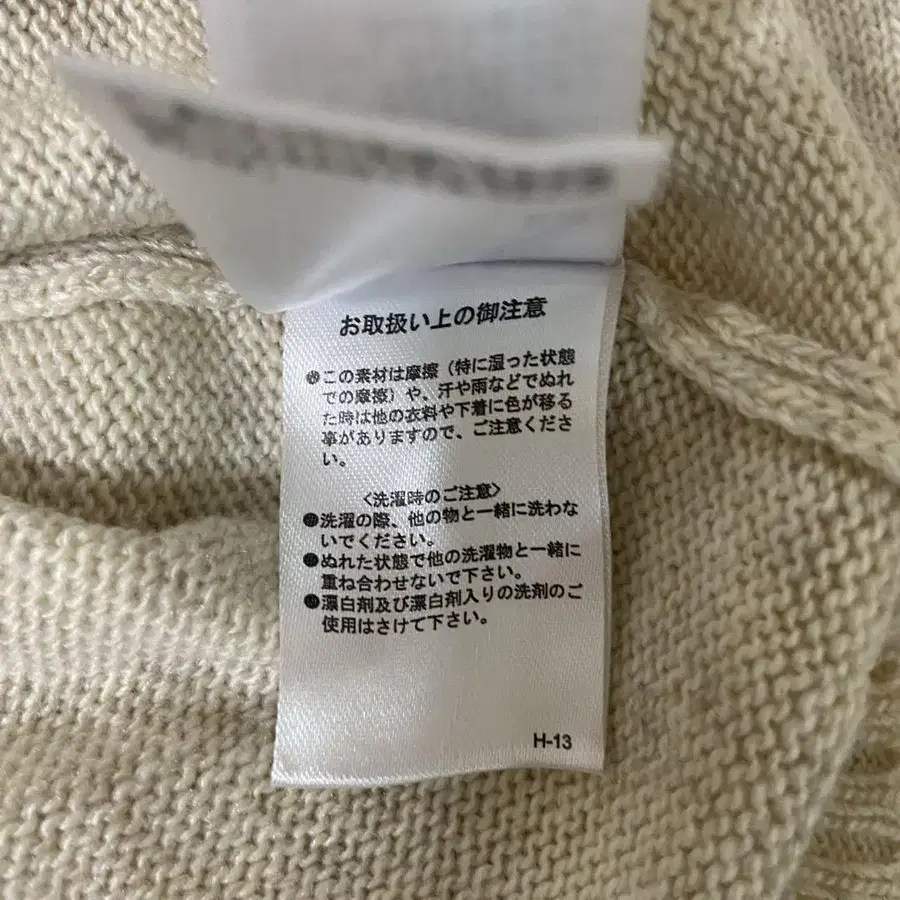 お取扱い上の御注意
●この素材は摩擦（特に湿った状態
での摩擦）や、汗や雨などでぬれ
た時は他の衣料や下着に色が移る
事がありますので、ご注意くださ
い。
〈洗濯時のご注意〉
●洗濯の際、他の物と一緒に洗わな
いでください。
●ぬれた状態で他の洗濯物と一緒に
重ね合わせないで下さい。
●漂白剤及び漂白剤入りの洗剤のご
使用はさけて下さい。
H-13